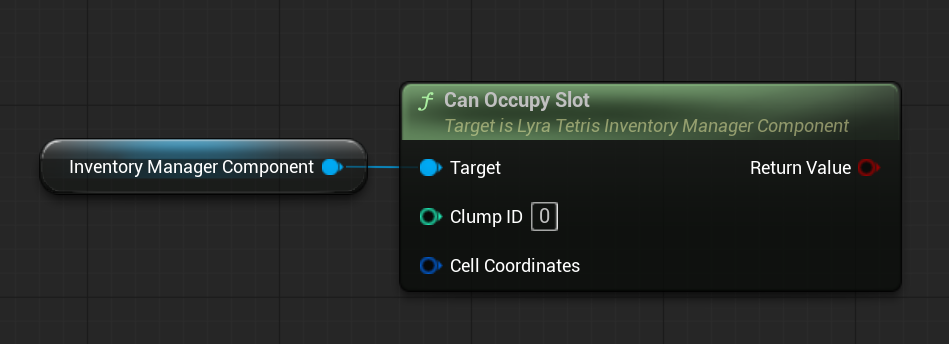 Can Occupy Slot
Target is Lyra Tetris Inventory Manager Component
Inventory Manager Component
Target
Return Value
Clump ID 0
Cell Coordinates